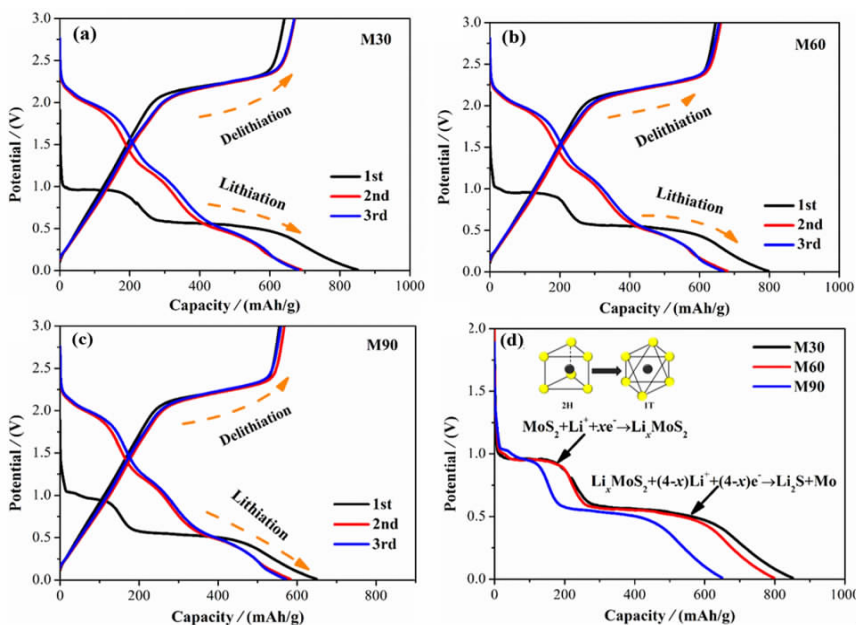 (a)
M30
3.0
2.5
2.0
1.5
1.0
0.5
0.0
Potential / (V)
Delithiation
Lithiation
1st
2nd
3rd
0 200 400 600 800 1000
Capacity / (mAh/g)
(b)
M60
3.0
2.5
2.0
1.5
1.0
0.5
0.0
Potential / (V)
Delithiation
Lithiation
1st
2nd
3rd
0 200 400 600 800 1000
Capacity / (mAh/g)
(c)
M90
3.0
2.5
2.0
1.5
1.0
0.5
0.0
Potential / (V)
Delithiation
Lithiation
1st
2nd
3rd
0 200 400 600 800
Capacity / (mAh/g)
(d)
2.0
1.5
1.0
0.5
0.0
Potential / (V)
M30
M60
M90
2H 1T
MoS₂+Li⁺+xe⁻→LiₓMoS₂
LiₓMoS₂+(4-x)Li⁺+(4-x)e⁻→Li₂S+Mo
0 200 400 600 800 1000
Capacity / (mAh/g)